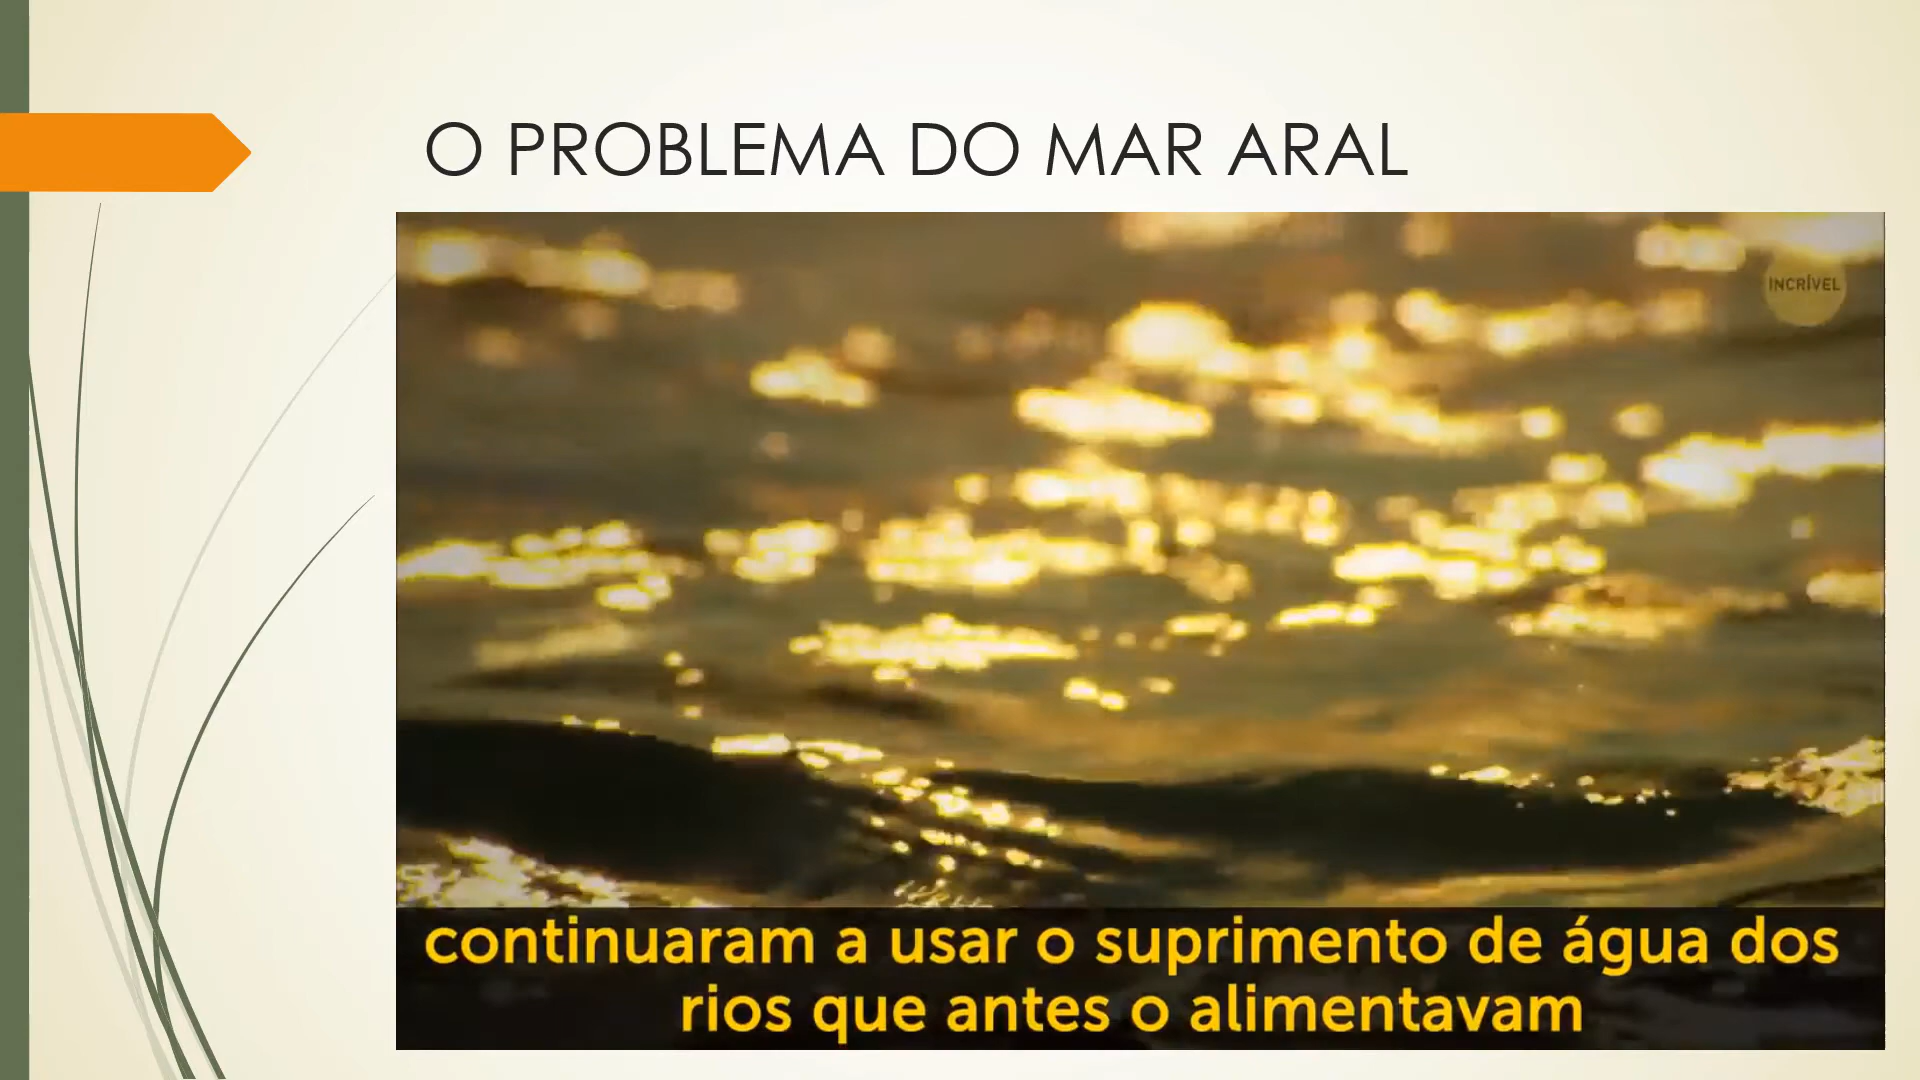 O PROBLEMA DO MAR ARAL
INCRÍVEL
continuaram a usar o suprimento de água dos
rios que antes o alimentavam